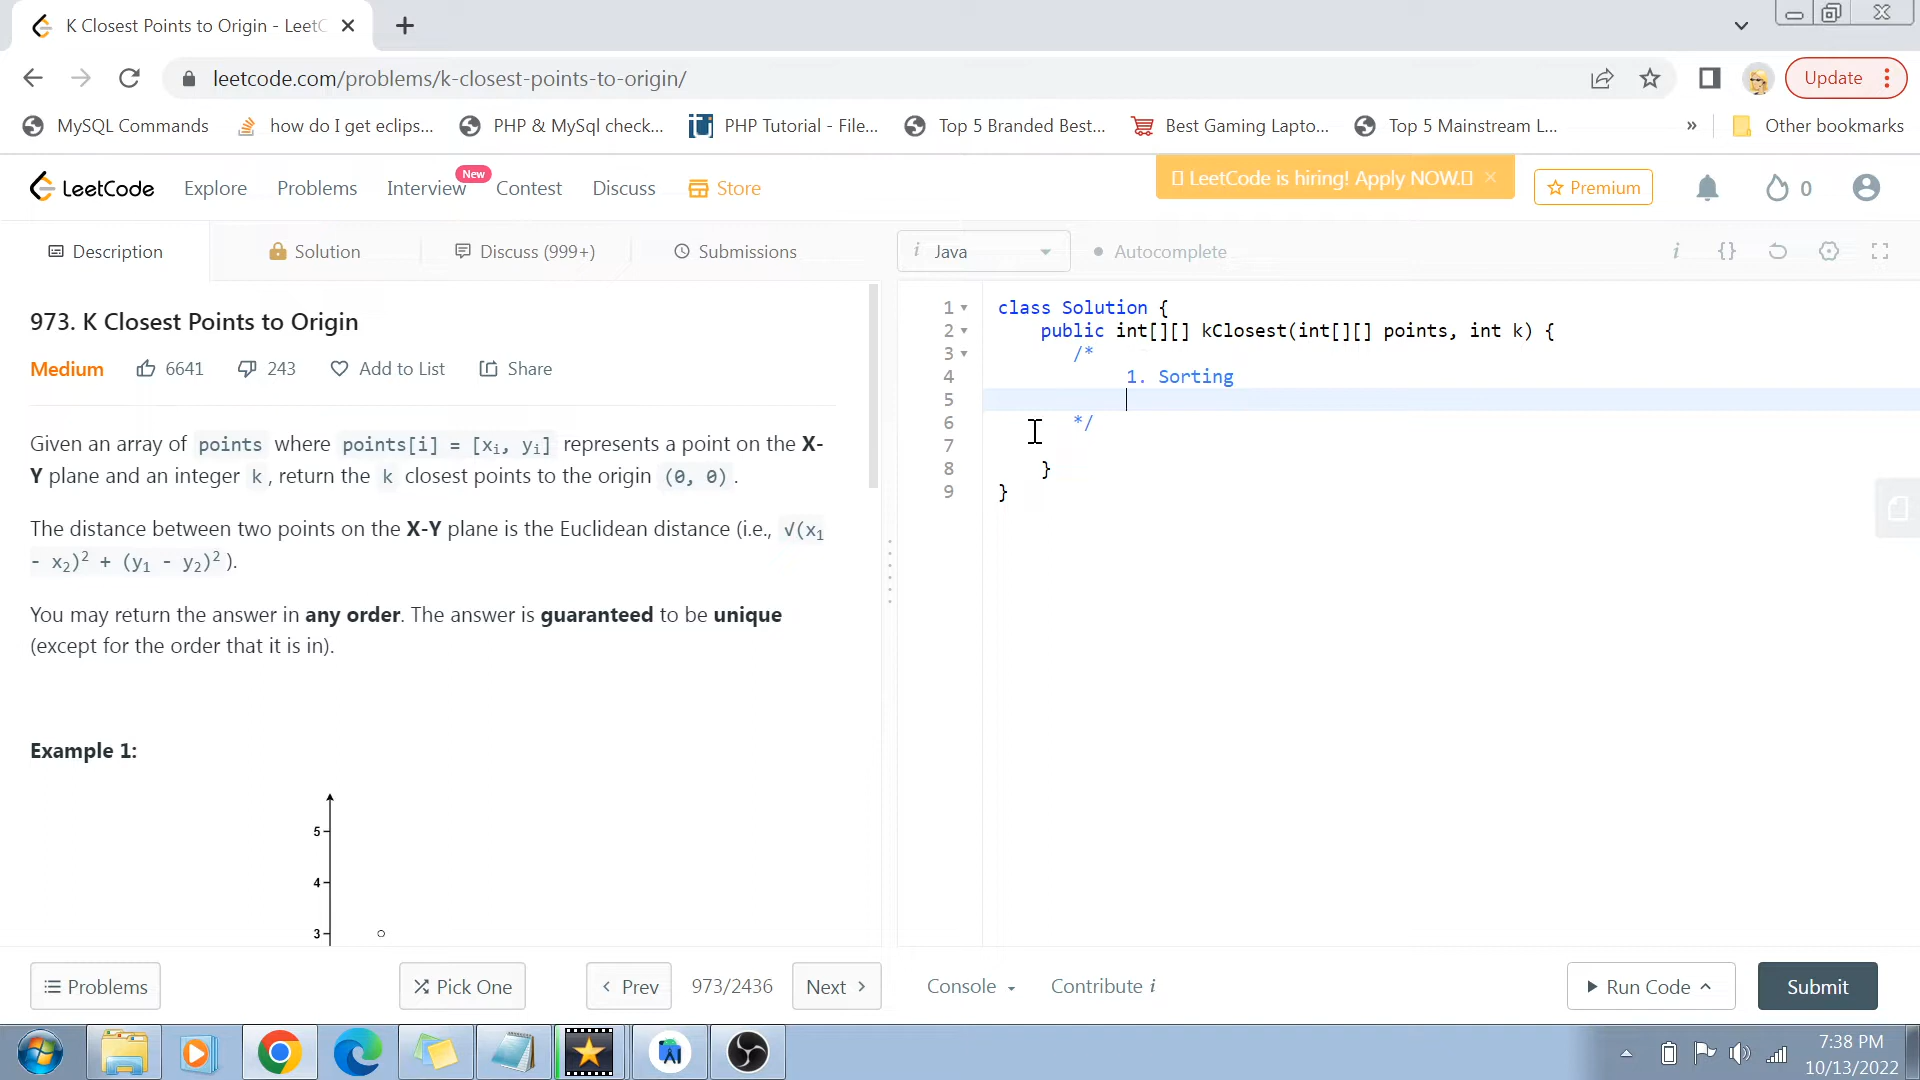 K Closest Points to Origin - LeetC
leetcode.com/problems/k-closest-points-to-origin/
Update
MySQL Commands
how do I get eclips...
PHP & MySql check...
PHP Tutorial - File...
Top 5 Branded Best...
Best Gaming Lapto...
Top 5 Mainstream L...
»
Other bookmarks
LeetCode
Explore
Problems
Interview
New
Contest
Discuss
Store
LeetCode is hiring! Apply NOW.
Premium
0
Description
Solution
Discuss (999+)
Submissions
i Java
Autocomplete
i {}
973. K Closest Points to Origin
Medium 6641 243 Add to List Share
Given an array of points where points[i] = [xᵢ, yᵢ] represents a point on the X-
Y plane and an integer k, return the k closest points to the origin (0, 0).
The distance between two points on the X-Y plane is the Euclidean distance (i.e., √(x₁
- x₂)² + (y₁ - y₂)²).
You may return the answer in any order. The answer is guaranteed to be unique
(except for the order that it is in).
Example 1:
5
4
3
1 class Solution {
2 public int[][] kClosest(int[][] points, int k) {
3 /*
4 1. Sorting
5
6 */
7
8 }
9 }
Problems
Pick One
Prev
973/2436
Next
Console
Contribute i
Run Code
Submit
7:38 PM
10/13/2022